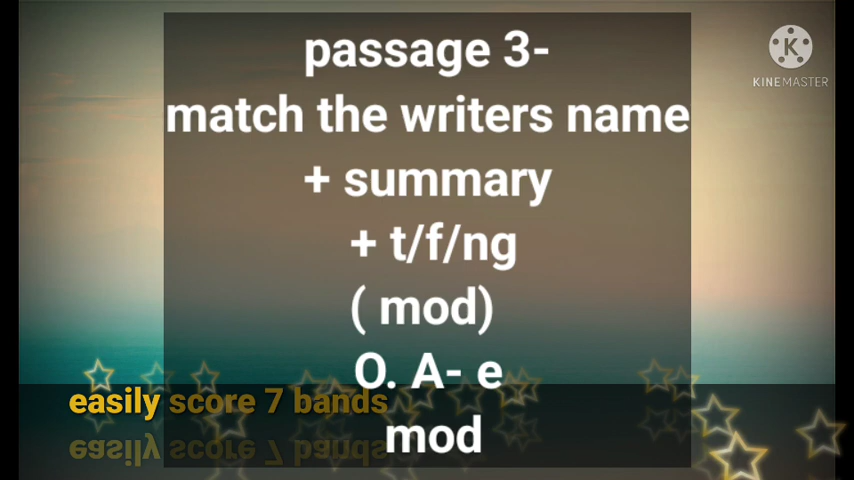 passage 3-
match the writers name
+ summary
+ t/f/ng
( mod)
O. A- e
mod
easily score 7 bands
K
KINEMASTER